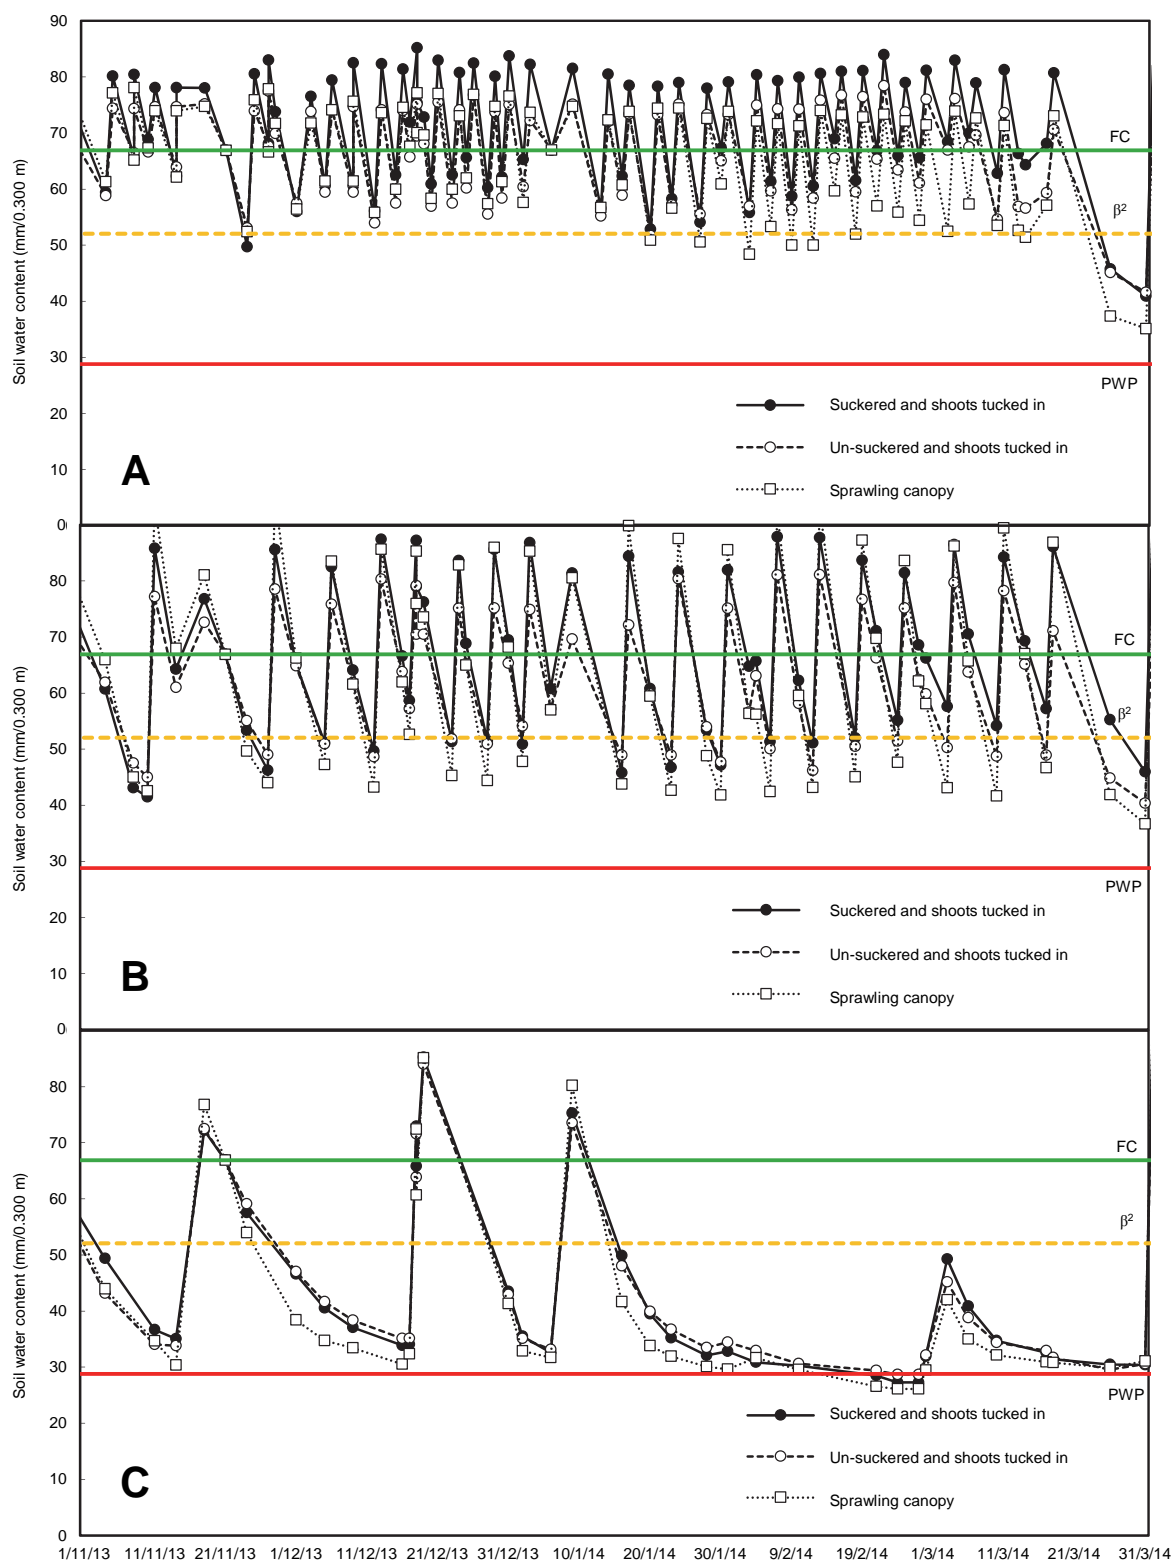 90
80
70
60
50
40
30
20
10
0
Soil water content (mm/0.300 m)
FC
β²
PWP
Suckered and shoots tucked in
Un-suckered and shoots tucked in
Sprawling canopy
A
80
70
60
50
40
30
20
10
0
Soil water content (mm/0.300 m)
FC
β²
PWP
Suckered and shoots tucked in
Un-suckered and shoots tucked in
Sprawling canopy
B
80
70
60
50
40
30
20
10
0
Soil water content (mm/0.300 m)
FC
β²
PWP
Suckered and shoots tucked in
Un-suckered and shoots tucked in
Sprawling canopy
C
1/11/13 11/11/13 21/11/13 1/12/13 11/12/13 21/12/13 31/12/13 10/1/14 20/1/14 30/1/14 9/2/14 19/2/14 1/3/14 11/3/14 21/3/14 31/3/14